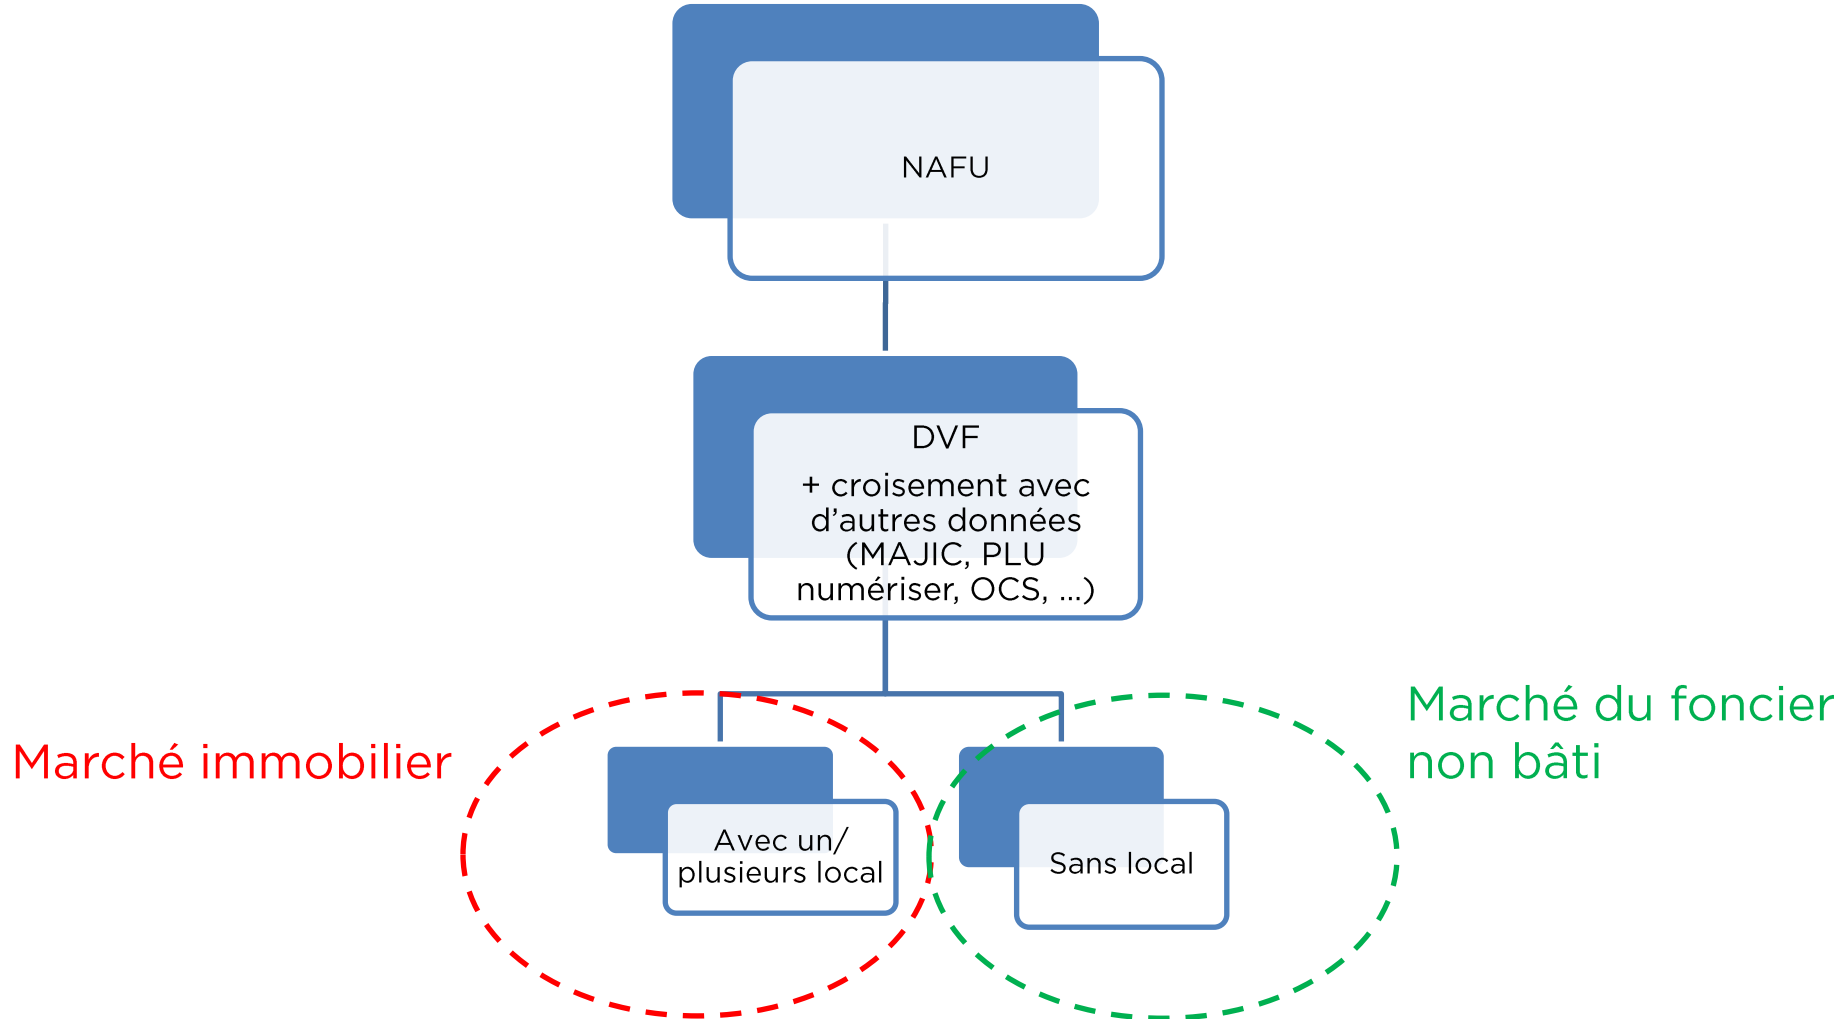 NAFU
DVF
+ croisement avec
d’autres données
(MAJIC, PLU
numériser, OCS, ...)
Marché immobilier
Marché du foncier
non bâti
Avec un/
plusieurs local
Sans local